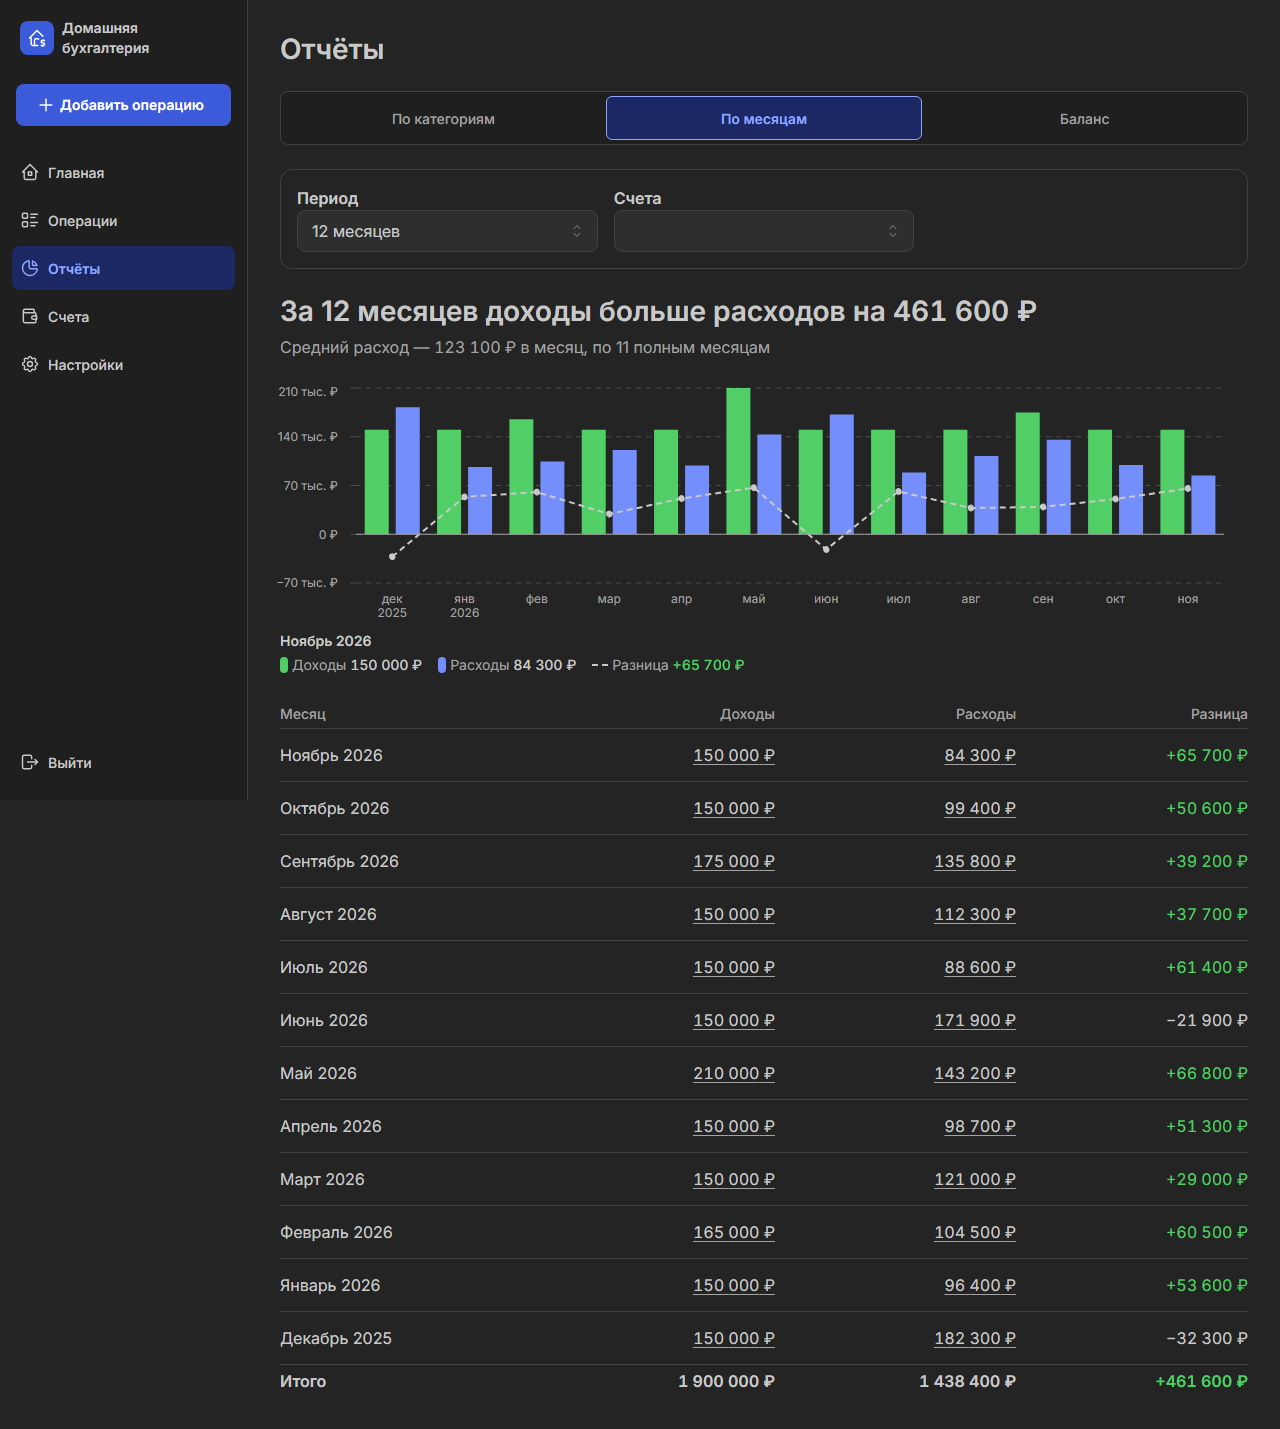 Домашняя
бухгалтерия
Добавить операцию
Главная
Операции
Отчёты
Счета
Настройки
Выйти
Отчёты
По категориям
По месяцам
Баланс
Период
Счета
12 месяцев
За 12 месяцев доходы больше расходов на 461 600 ₽
Средний расход — 123 100 ₽ в месяц, по 11 полным месяцам
210 тыс. ₽
140 тыс. ₽
70 тыс. ₽
0 ₽
−70 тыс. ₽
дек янв фев мар апр май июн июл авг сен окт ноя
2025 2026
Ноябрь 2026
Доходы 150 000 ₽ Расходы 84 300 ₽ Разница +65 700 ₽
Месяц Доходы Расходы Разница
Ноябрь 2026 150 000 ₽ 84 300 ₽ +65 700 ₽
Октябрь 2026 150 000 ₽ 99 400 ₽ +50 600 ₽
Сентябрь 2026 175 000 ₽ 135 800 ₽ +39 200 ₽
Август 2026 150 000 ₽ 112 300 ₽ +37 700 ₽
Июль 2026 150 000 ₽ 88 600 ₽ +61 400 ₽
Июнь 2026 150 000 ₽ 171 900 ₽ −21 900 ₽
Май 2026 210 000 ₽ 143 200 ₽ +66 800 ₽
Апрель 2026 150 000 ₽ 98 700 ₽ +51 300 ₽
Март 2026 150 000 ₽ 121 000 ₽ +29 000 ₽
Февраль 2026 165 000 ₽ 104 500 ₽ +60 500 ₽
Январь 2026 150 000 ₽ 96 400 ₽ +53 600 ₽
Декабрь 2025 150 000 ₽ 182 300 ₽ −32 300 ₽
Итого 1 900 000 ₽ 1 438 400 ₽ +461 600 ₽